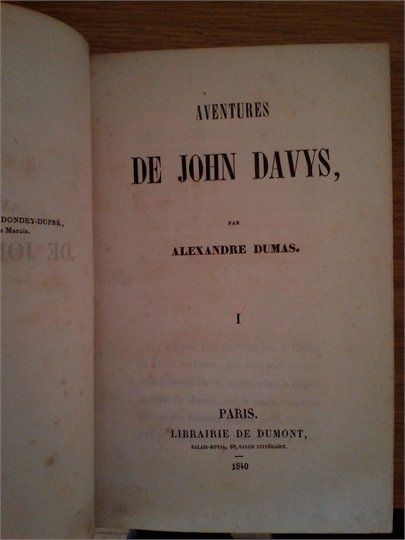 DONDEY-DUPRÉ,
Marais.
AVENTURES
DE JOHN DAVYS,
PAR
ALEXANDRE DUMAS.
I
PARIS.
LIBRAIRIE DE DUMONT,
PALAIS-ROYAL, 88, SALON LITTÉRAIRE.
1840